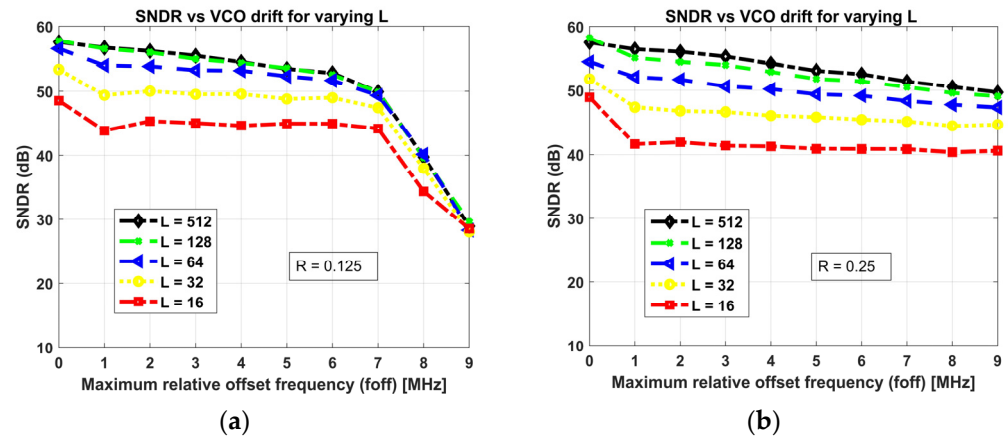 SNDR vs VCO drift for varying L
60
50
40
30
20
10
SNDR (dB)
L = 512
L = 128
L = 64
L = 32
L = 16
R = 0.125
0 1 2 3 4 5 6 7 8 9
Maximum relative offset frequency (foff) [MHz]
(a)
SNDR vs VCO drift for varying L
60
50
40
30
20
10
SNDR (dB)
L = 512
L = 128
L = 64
L = 32
L = 16
R = 0.25
0 1 2 3 4 5 6 7 8 9
Maximum relative offset frequency (foff) [MHz]
(b)